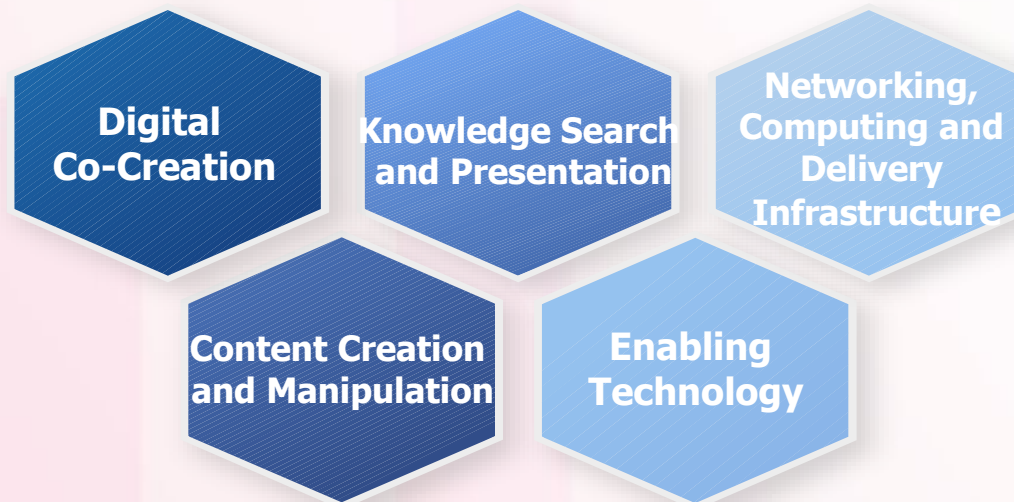 Digital
Co-Creation
Knowledge Search
and Presentation
Networking,
Computing and
Delivery
Infrastructure
Content Creation
and Manipulation
Enabling
Technology